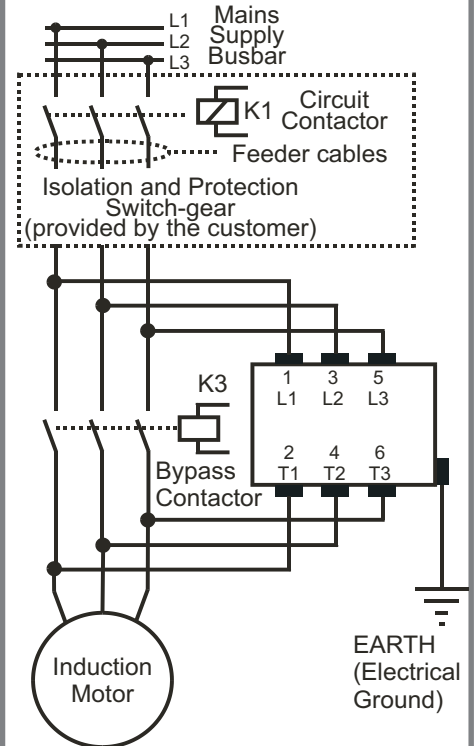 L1
L2
L3
Mains
Supply
Busbar
K1
Circuit
Contactor
Feeder cables
Isolation and Protection
Switch-gear
(provided by the customer)
K3
Bypass
Contactor
1 3 5
L1 L2 L3
2 4 6
T1 T2 T3
Induction
Motor
EARTH
(Electrical
Ground)